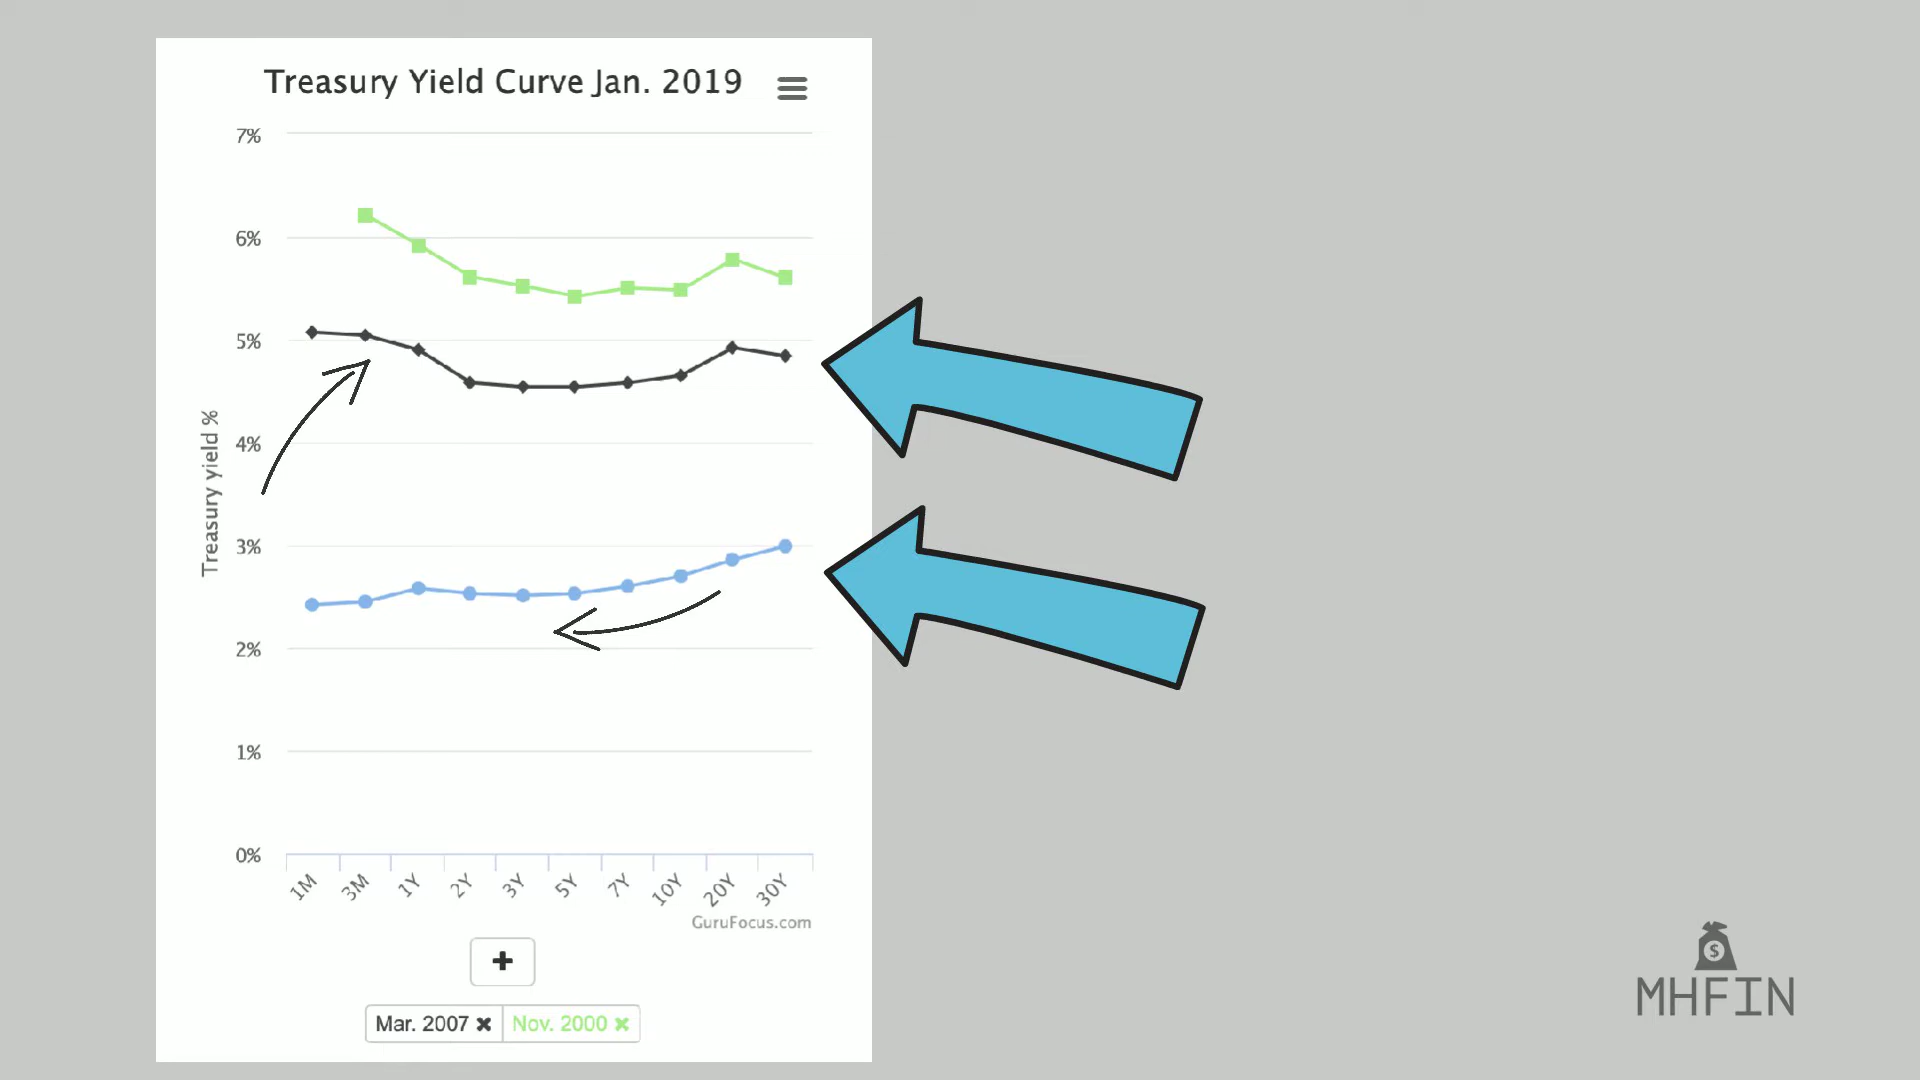 Treasury Yield Curve Jan. 2019
7%
6%
5%
4%
3%
2%
1%
0%
Treasury yield %
1M 3M 1Y 2Y 3Y 5Y 7Y 10Y 20Y 30Y
GuruFocus.com
+
Mar. 2007 × Nov. 2000 ×
$
MHFIN